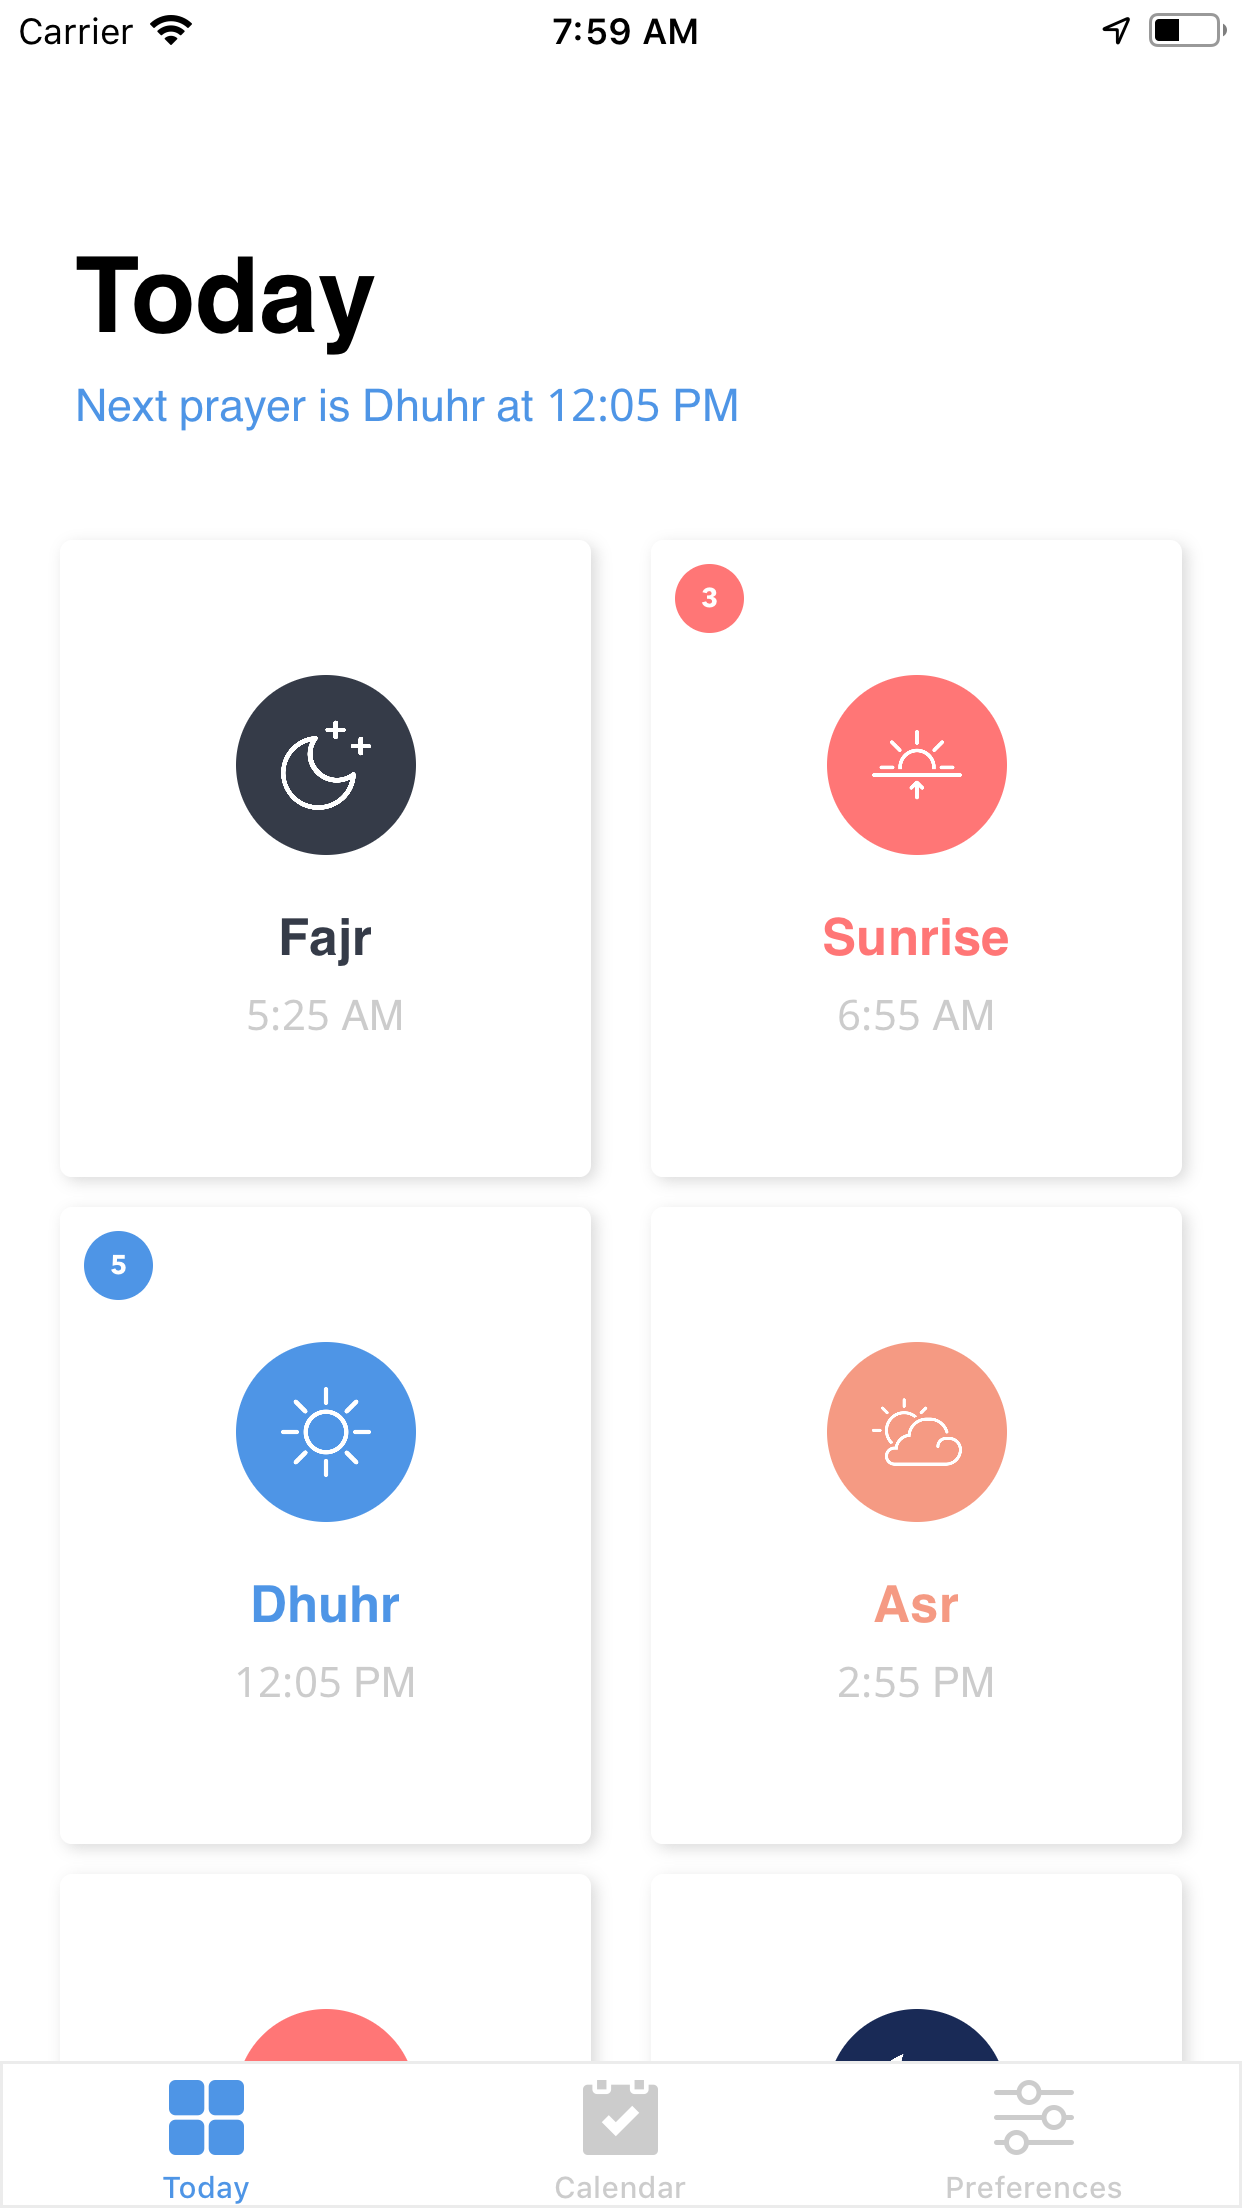 Carrier 7:59 AM
Today
Next prayer is Dhuhr at 12:05 PM
Fajr
5:25 AM
3
Sunrise
6:55 AM
5
Dhuhr
12:05 PM
Asr
2:55 PM
Today Calendar Preferences